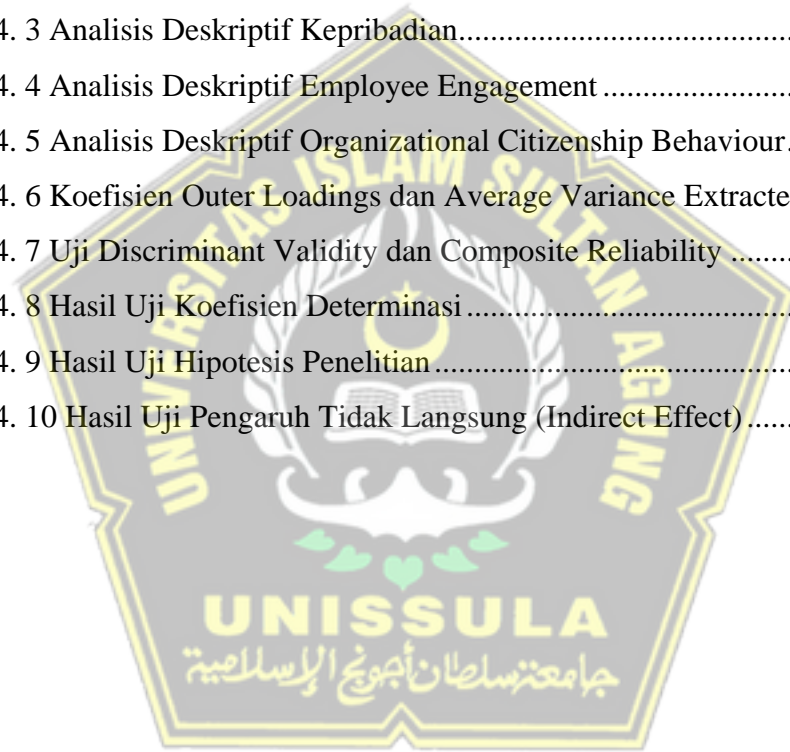 4. 3 Analisis Deskriptif Kepribadian
4. 4 Analisis Deskriptif Employee Engagement
4. 5 Analisis Deskriptif Organizational Citizenship Behaviour
4. 6 Koefisien Outer Loadings dan Average Variance Extracte
4. 7 Uji Discriminant Validity dan Composite Reliability
4. 8 Hasil Uji Koefisien Determinasi
4. 9 Hasil Uji Hipotesis Penelitian
4. 10 Hasil Uji Pengaruh Tidak Langsung (Indirect Effect)
UNIVERSITAS ISLAM SULTAN AGUNG
UNISSULA
جامعتنسلطان أجونج الإسلامية